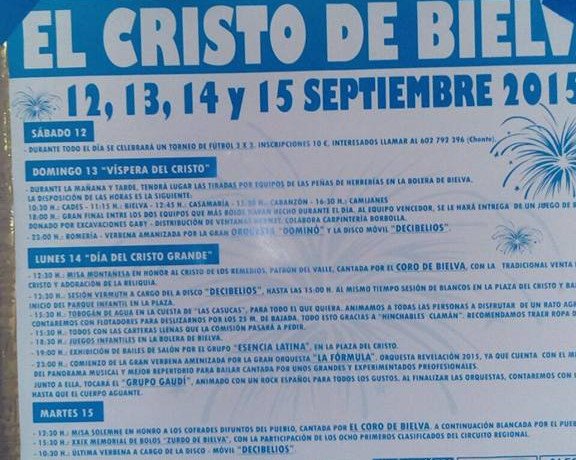 EL CRISTO DE BIELV
12, 13, 14 y 15 SEPTIEMBRE 2015
SÁBADO 12
- DURANTE TODO EL DÍA SE CELEBRARÁ UN TORNEO DE FÚTBOL 3 X 3. INSCRIPCIONES 10 €. INTERESADOS LLAMAR AL 602 792 296 (Chente).
DOMINGO 13 "VÍSPERA DEL CRISTO"
- DURANTE LA MAÑANA Y TARDE, TENDRÁ LUGAR LAS TIRADAS POR EQUIPOS DE LAS PEÑAS DE HERRERÍAS EN LA BOLERA DE BIELVA.
LA DISPOSICIÓN DE LAS HORAS ES LA SIGUIENTE:
10:30 H.- CADES - 11:15 H.- BIELVA - 12:45 H.- CASAMARÍA - 15:30 H.- CABANZÓN - 16:30 H.- CAMIJANES
18:00 H.- GRAN FINAL ENTRE LOS DOS EQUIPOS QUE MÁS BOLOS HAYAN HECHO DURANTE EL DÍA. AL EQUIPO VENCEDOR, SE LE HARÁ ENTREGA DE UN JUEGO DE B
DONADO POR EXCAVACIONES GABY - DISTRIBUCIÓN DE VENTANAS HERMET. COLABORA CARPINTERÍA BORBOLLA.
- 23:00 H.- ROMERÍA - VERBENA AMANIZADA POR LA GRAN ORQUESTA "DOMINÓ" Y LA DISCO MÓVIL "DECIBELIOS"
LUNES 14 "DÍA DEL CRISTO GRANDE"
- 12:30 H.- MISA MONTAÑESA EN HONOR AL CRISTO DE LOS REMEDIOS, PATRÓN DEL VALLE, CANTADA POR EL CORO DE BIELVA, CON LA TRADICIONAL VENTA
CRISTO Y ADORACIÓN DE LA RELIQUIA.
- 12:30 H.- SESIÓN VERMUTH A CARGO DEL A DISCO "DECIBELIOS", HASTA LAS 15:00 H. AL MISMO TIEMPO SESIÓN DE BLANCOS EN LA PLAZA DEL CRISTO Y BA
INICIO DE PARQUE INFANTIL EN LA PLAZA.
- 15:30 H.- TOBOGÁN DE AGUA EN LA CUESTA DE "LAS CASUCAS", PARA TODO EL QUE QUIERA. ANIMAMOS A TODAS LAS PERSONAS A DISFRUTAR DE UN RATO AGR
CONTAREMOS CON FLOTADORES PARA DESLIZARNOS POR LOS 25 M. DE BAJADA, TODO ESTO GRACIAS A "HINCHABLES CLAMÁN". RECOMENDAMOS TRAER ROPA D
- 15:30 H.- TODOS CON LAS CARTERAS LLENAS QUE LA COMISIÓN PASARÁ A PEDIR.
- 18:30 H.: JUEGOS INFANTILES EN LA BOLERA DE BIELVA.
- 19:00 H.- EXHIBICIÓN DE BAILES DE SALÓN POR EL GRUPO "ESENCIA LATINA", EN LA PLAZA DEL CRISTO.
- 23:00 H.- COMIENZO DE LA GRAN VERBENA AMENIZADA POR LA GRAN ORQUESTA "LA FÓRMULA". ORQUESTA REVELACIÓN 2015, YA QUE CUENTA CON EL M
DEL PANORAMA MUSICAL Y MEJOR REPERTORIO PARA BAILAR CANTADA POR UNOS GRANDES Y EXPERIMENTADOS PROFESIONALES.
JUNTO A ELLA, TOCARÁ EL "GRUPO GAUDÍ", ANIMADO CON UN ROCK ESPAÑOL PARA TODOS LOS GUSTOS. AL FINALIZAR LAS ORQUESTAS, CONTAREMOS CON
HASTA QUE EL CUERPO AGUANTE.
MARTES 15
- 12:30 H.: MISA SOLEMNE EN HONOR A LOS COFRADES DIFUNTOS DEL PUEBLO, CANTADA POR EL CORO DE BIELVA, A CONTINUACIÓN BLANCADA POR EL PUEB
- 15:30 H.- XXIX MEMORIAL DE BOLOS "ZURDO DE BIELVA", CON LA PARTICIPACIÓN DE LOS OCHO PRIMEROS CLASIFICADOS DEL CIRCUITO REGIONAL.
- 10:30 H.: ÚLTIMA VERBENA A CARGO DE LA DISCO - MÓVIL "DECIBELIOS"